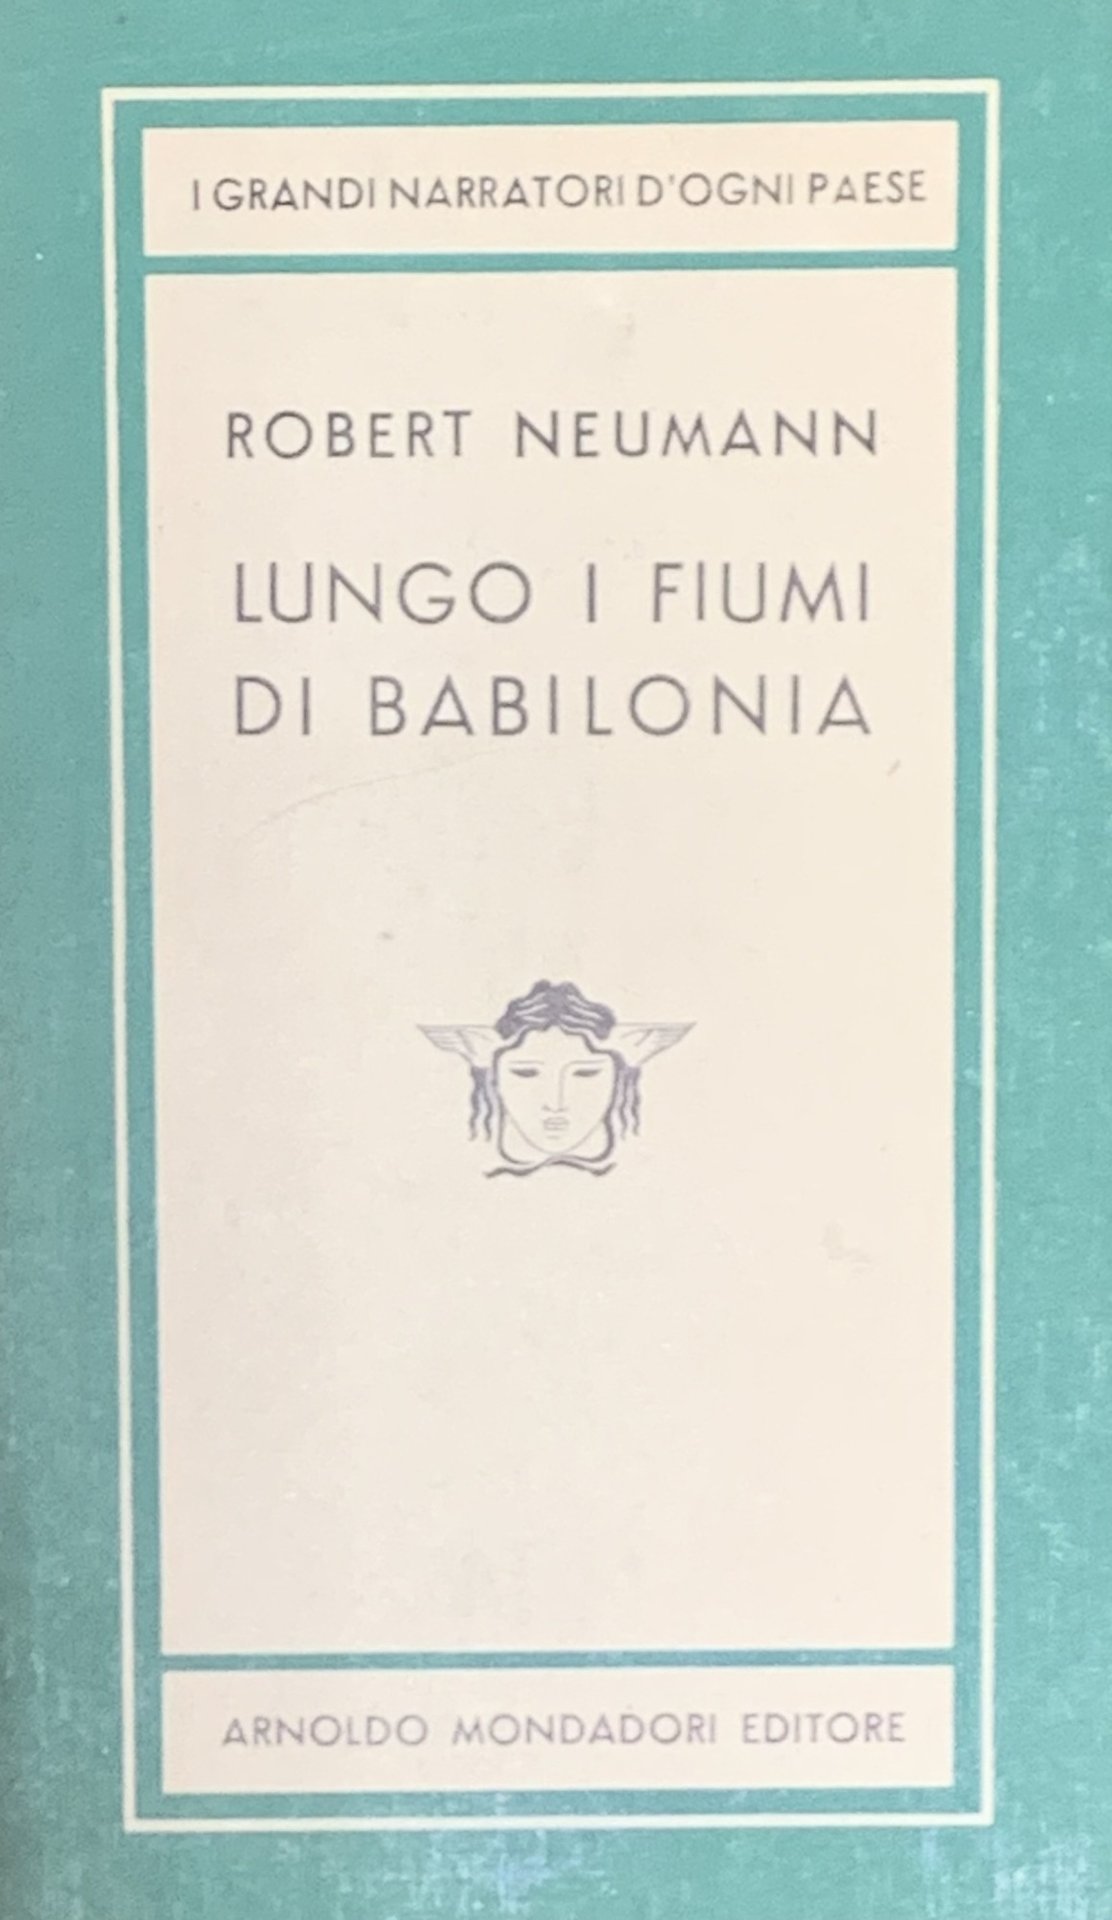 I GRANDI NARRATORI D'OGNI PAESE
ROBERT NEUMANN
LUNGO I FIUMI
DI BABILONIA
ARNOLDO MONDADORI EDITORE